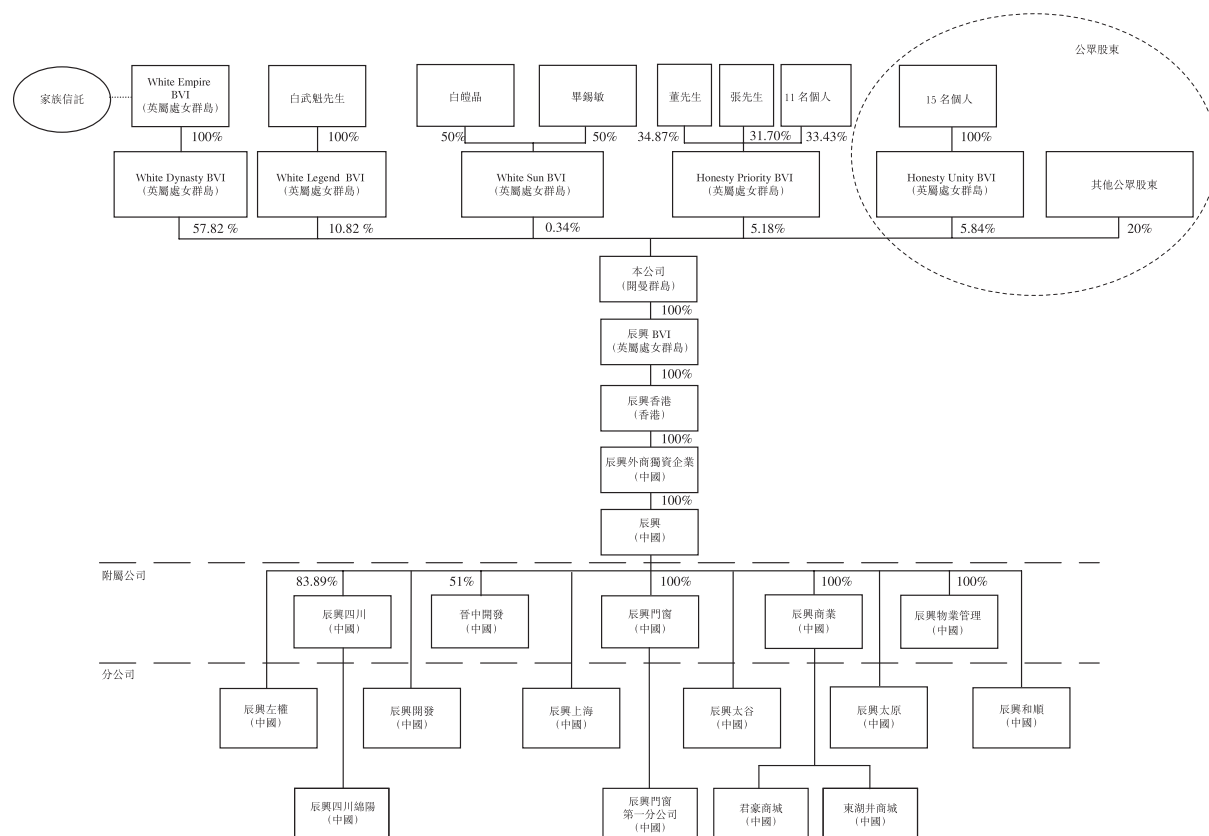 公眾股東
家族信託
White Empire
BVI
(英屬處女群島)
白武魁先生
白皚晶
畢錫敏
董先生
張先生
11 名個人
15 名個人
100%
100%
50%
50%
34.87%
31.70%
33.43%
100%
White Dynasty BVI
(英屬處女群島)
White Legend BVI
(英屬處女群島)
White Sun BVI
(英屬處女群島)
Honesty Priority BVI
(英屬處女群島)
Honesty Unity BVI
(英屬處女群島)
其他公眾股東
57.82 %
10.82 %
0.34%
5.18%
5.84%
20%
本公司
(開曼群島)
100%
辰興 BVI
(英屬處女群島)
100%
辰興香港
(香港)
100%
辰興外商獨資企業
(中國)
100%
辰興
(中國)
附屬公司
83.89%
51%
100%
100%
100%
辰興四川
(中國)
晉中開發
(中國)
辰興門窗
(中國)
辰興商業
(中國)
辰興物業管理
(中國)
分公司
辰興左權
(中國)
辰興開發
(中國)
辰興上海
(中國)
辰興太谷
(中國)
辰興太原
(中國)
辰興和順
(中國)
辰興四川綿陽
(中國)
辰興門窗
第一分公司
(中國)
君豪商城
(中國)
東湖井商城
(中國)